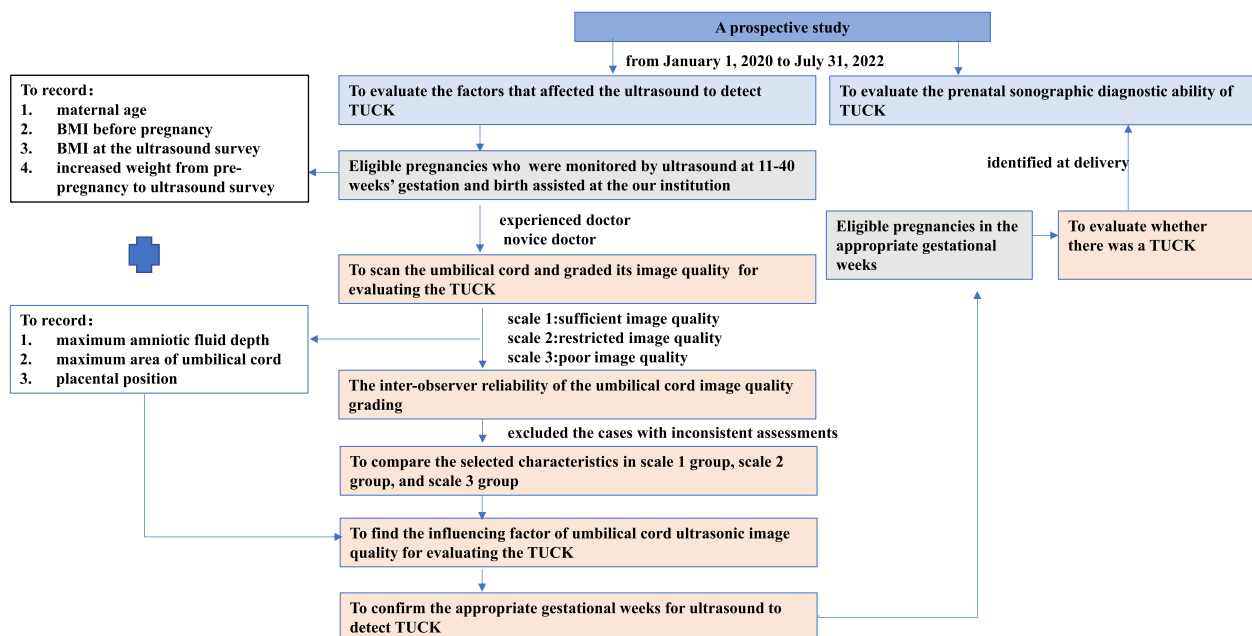 A prospective study
from January 1, 2020 to July 31, 2022
To record:
1. maternal age
2. BMI before pregnancy
3. BMI at the ultrasound survey
4. increased weight from pre-
pregnancy to ultrasound survey
To evaluate the factors that affected the ultrasound to detect
TUCK
To evaluate the prenatal sonographic diagnostic ability of
TUCK
Eligible pregnancies who were monitored by ultrasound at 11-40
weeks' gestation and birth assisted at the our institution
identified at delivery
experienced doctor
novice doctor
Eligible pregnancies in the
appropriate gestational
weeks
To evaluate whether
there was a TUCK
To scan the umbilical cord and graded its image quality for
evaluating the TUCK
To record:
1. maximum amniotic fluid depth
2. maximum area of umbilical cord
3. placental position
scale 1:sufficient image quality
scale 2:restricted image quality
scale 3:poor image quality
The inter-observer reliability of the umbilical cord image quality
grading
excluded the cases with inconsistent assessments
To compare the selected characteristics in scale 1 group, scale 2
group, and scale 3 group
To find the influencing factor of umbilical cord ultrasonic image
quality for evaluating the TUCK
To confirm the appropriate gestational weeks for ultrasound to
detect TUCK